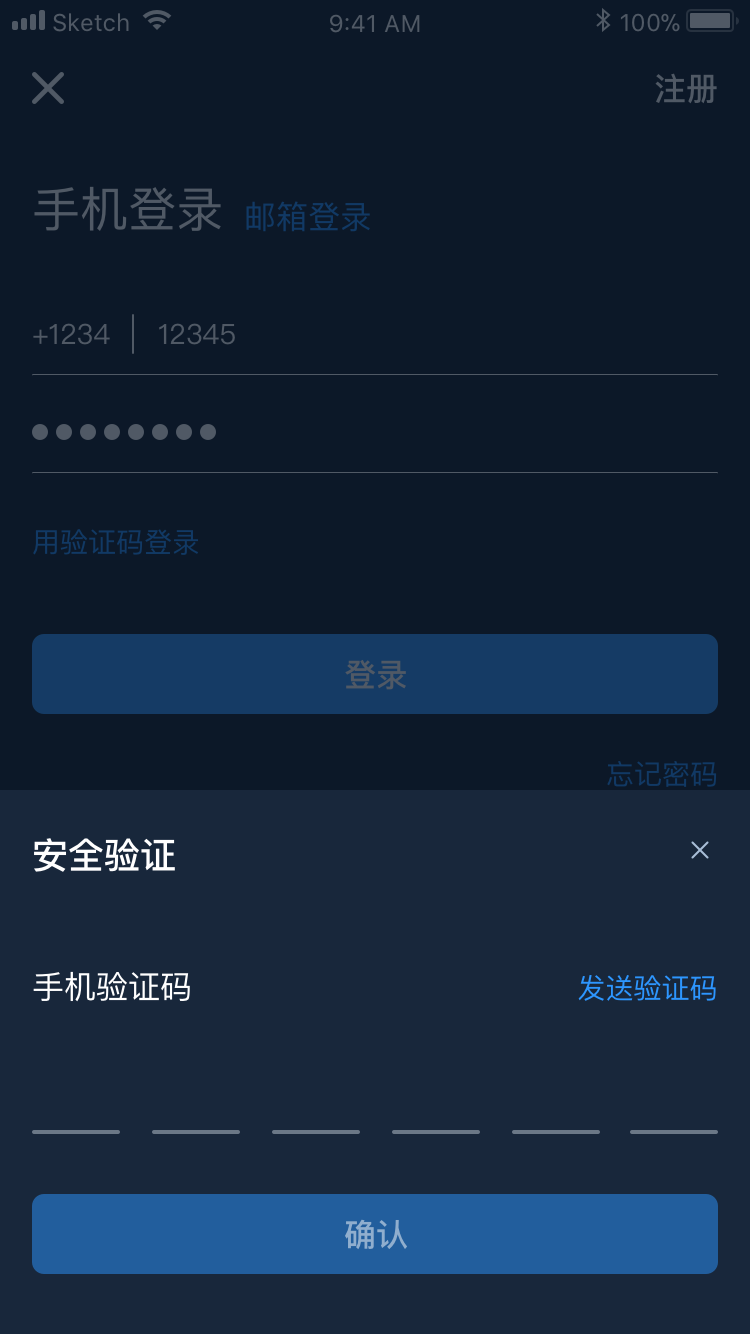 Sketch 9:41 AM 100%
注册
手机登录 邮箱登录
+1234 12345
用验证码登录
登录
忘记密码
安全验证
手机验证码 发送验证码
确认